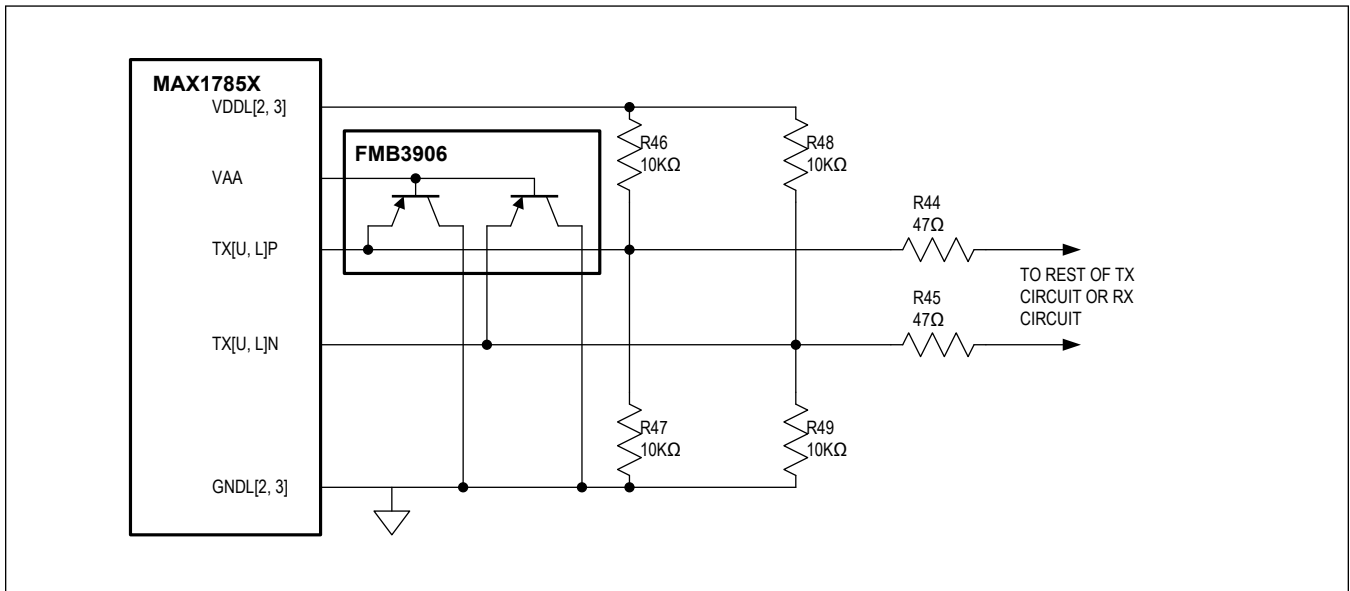 MAX1785X
VDDL[2, 3]
VAA
TX[U, L]P
TX[U, L]N
GNDL[2, 3]
FMB3906
R46
10KΩ
R48
10KΩ
R44
47Ω
R45
47Ω
TO REST OF TX
CIRCUIT OR RX
CIRCUIT
R47
10KΩ
R49
10KΩ